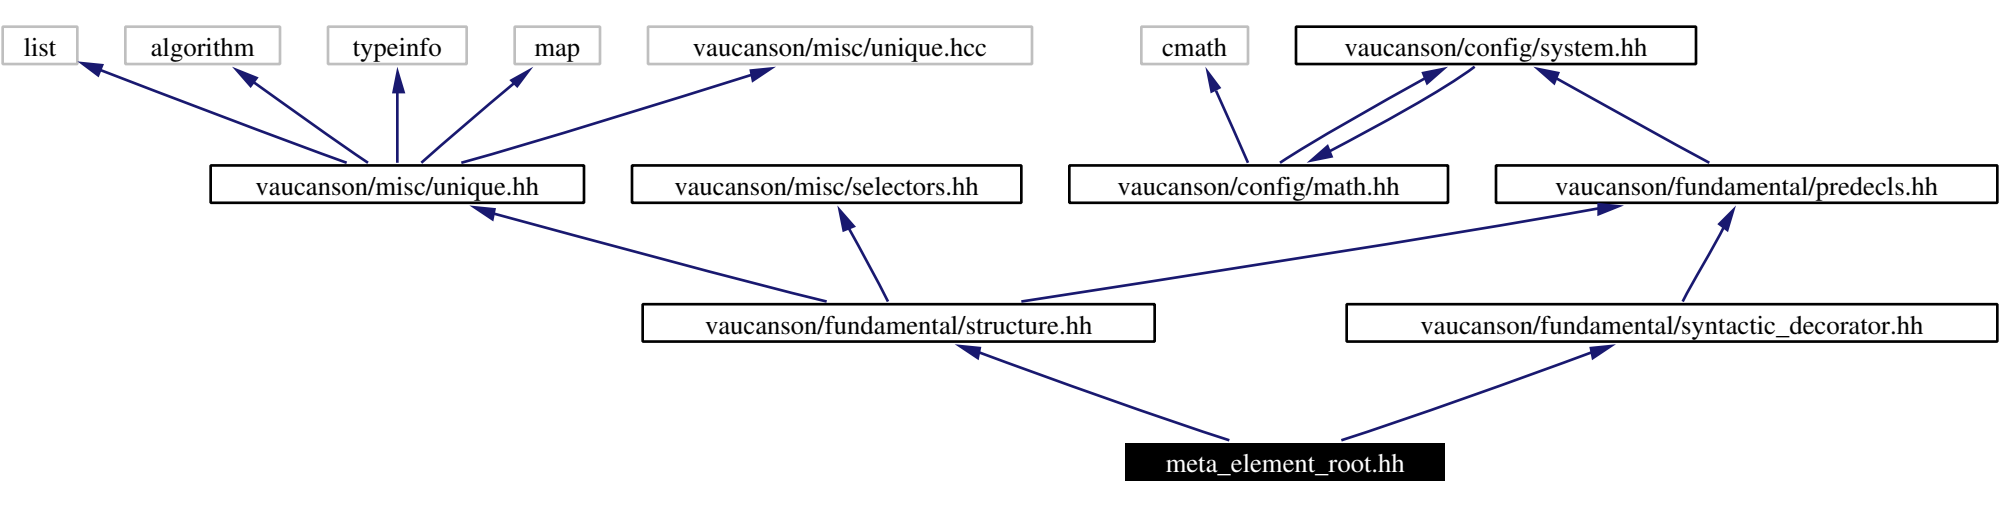 list
algorithm
typeinfo
map
vaucanson/misc/unique.hcc
cmath
vaucanson/config/system.hh
vaucanson/misc/unique.hh
vaucanson/misc/selectors.hh
vaucanson/config/math.hh
vaucanson/fundamental/predecls.hh
vaucanson/fundamental/structure.hh
vaucanson/fundamental/syntactic_decorator.hh
meta_element_root.hh